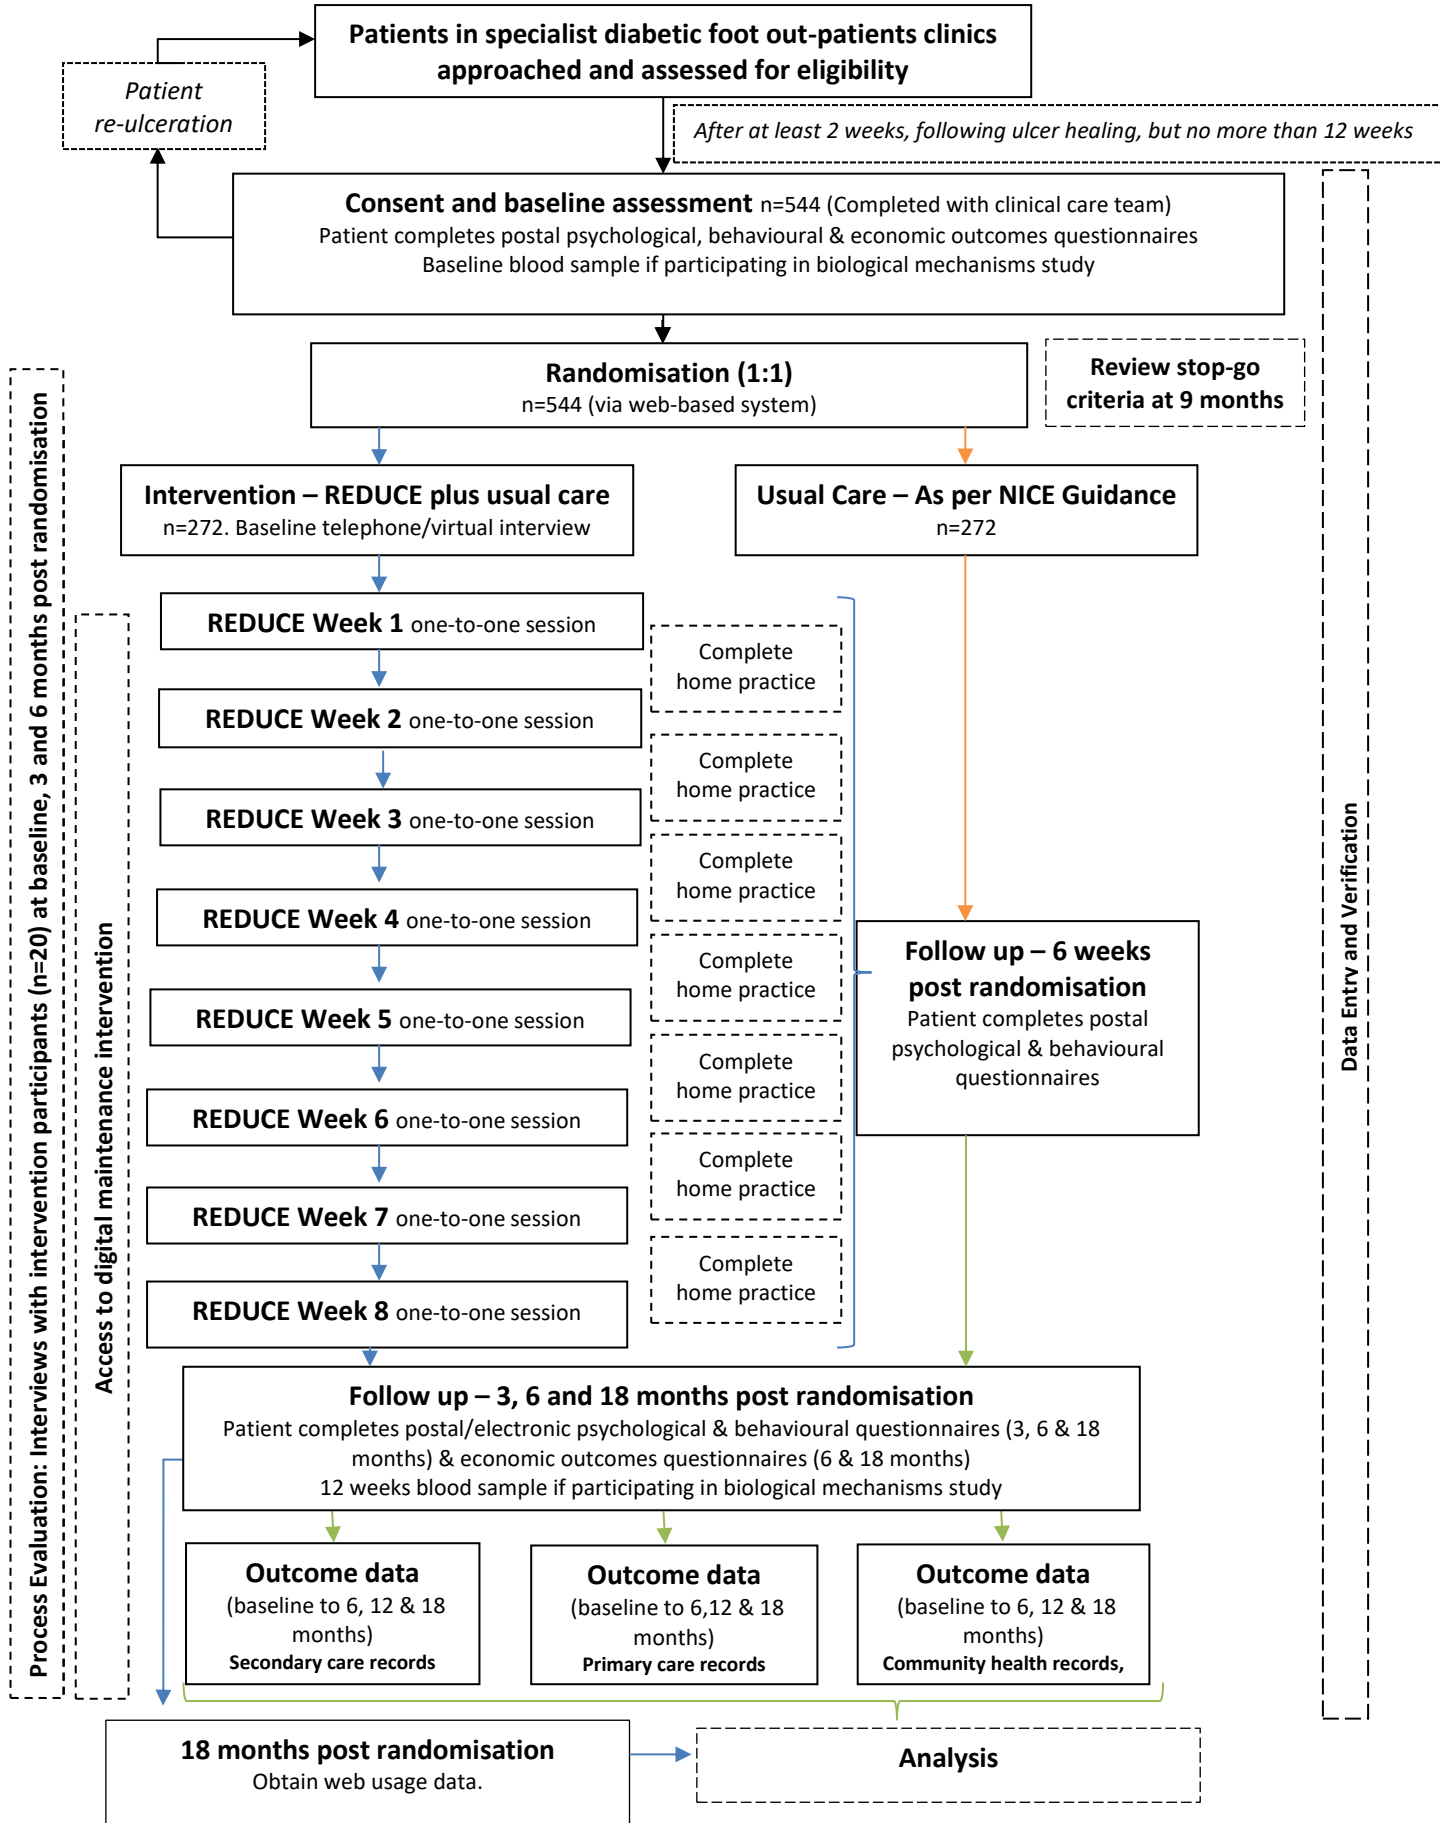 Patients in specialist diabetic foot out-patients clinics
approached and assessed for eligibility
Patient
re-ulceration
After at least 2 weeks, following ulcer healing, but no more than 12 weeks
Consent and baseline assessment n=544 (Completed with clinical care team)
Patient completes postal psychological, behavioural & economic outcomes questionnaires
Baseline blood sample if participating in biological mechanisms study
Randomisation (1:1)
n=544 (via web-based system)
Review stop-go
criteria at 9 months
Intervention – REDUCE plus usual care
n=272. Baseline telephone/virtual interview
Usual Care – As per NICE Guidance
n=272
REDUCE Week 1 one-to-one session
Complete
home practice
REDUCE Week 2 one-to-one session
Complete
home practice
REDUCE Week 3 one-to-one session
Complete
home practice
REDUCE Week 4 one-to-one session
Complete
home practice
REDUCE Week 5 one-to-one session
Complete
home practice
REDUCE Week 6 one-to-one session
Complete
home practice
REDUCE Week 7 one-to-one session
Complete
home practice
REDUCE Week 8 one-to-one session
Follow up – 6 weeks
post randomisation
Patient completes postal
psychological & behavioural
questionnaires
Follow up – 3, 6 and 18 months post randomisation
Patient completes postal/electronic psychological & behavioural questionnaires (3, 6 & 18
months) & economic outcomes questionnaires (6 & 18 months)
12 weeks blood sample if participating in biological mechanisms study
Outcome data
(baseline to 6, 12 & 18
months)
Secondary care records
Outcome data
(baseline to 6,12 & 18
months)
Primary care records
Outcome data
(baseline to 6, 12 & 18
months)
Community health records,
18 months post randomisation
Obtain web usage data.
Analysis
Process Evaluation: Interviews with intervention participants (n=20) at baseline, 3 and 6 months post randomisation
Access to digital maintenance intervention
Data Entry and Verification